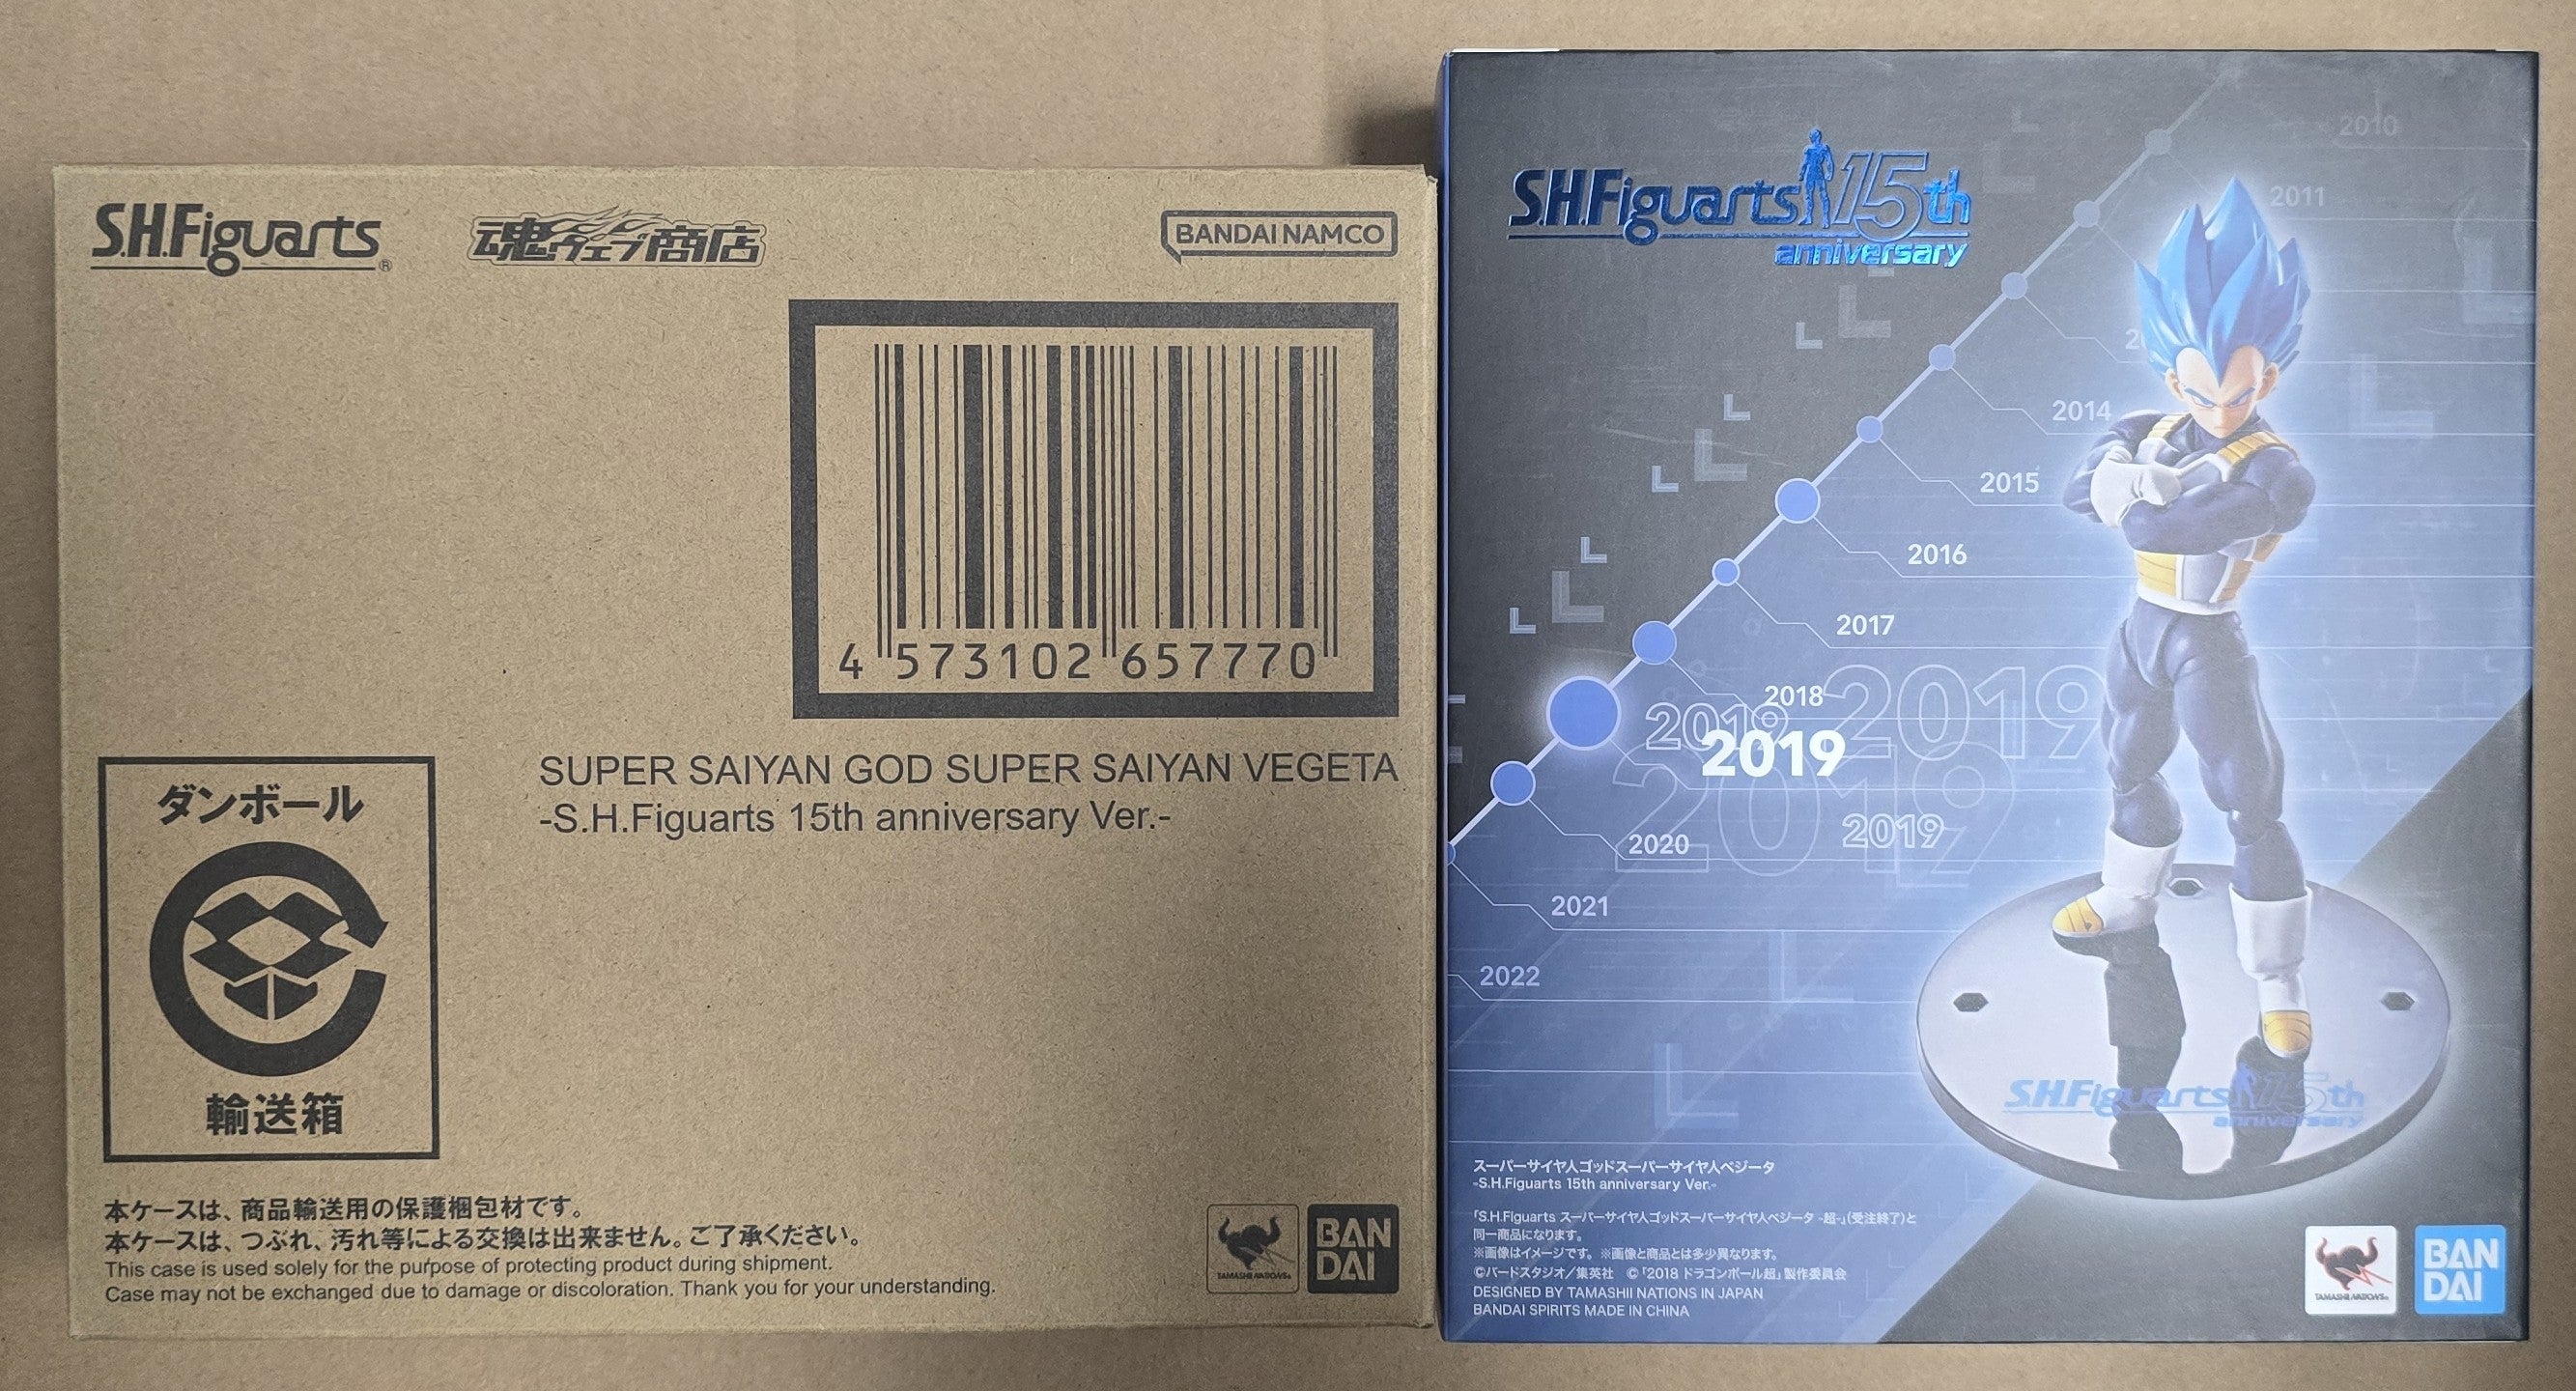 S.H.Figuarts®
魂ウェブ商店
BANDAI NAMCO
4 573102 657770
SUPER SAIYAN GOD SUPER SAIYAN VEGETA
-S.H.Figuarts 15th anniversary Ver.-
ダンボール
輸送箱
本ケースは、商品輸送用の保護梱包材です。
本ケースは、つぶれ、汚れ等による交換は出来ません。ご了承ください。
This case is used solely for the purpose of protecting product during shipment.
Case may not be exchanged due to damage or discoloration. Thank you for your understanding.
TAMASHII NATIONS
BAN
DAI
S.H.Figuarts 15th
anniversary
2010
2011
2014
2015
2016
2017
2018
2019
2019
2019
2019
2019
2020
2021
2022
S.H.Figuarts 15th
anniversary
スーパーサイヤ人ゴッドスーパーサイヤ人ベジータ
-S.H.Figuarts 15th anniversary Ver.-
「S.H.Figuarts スーパーサイヤ人ゴッドスーパーサイヤ人ベジータ -超-」(受注終了)と
同一商品になります。
※画像はイメージです。※画像と商品とは多少異なります。
©バードスタジオ/集英社 ©「2018 ドラゴンボール超」製作委員会
DESIGNED BY TAMASHII NATIONS IN JAPAN
BANDAI SPIRITS MADE IN CHINA
TAMASHII NATIONS
BAN
DAI